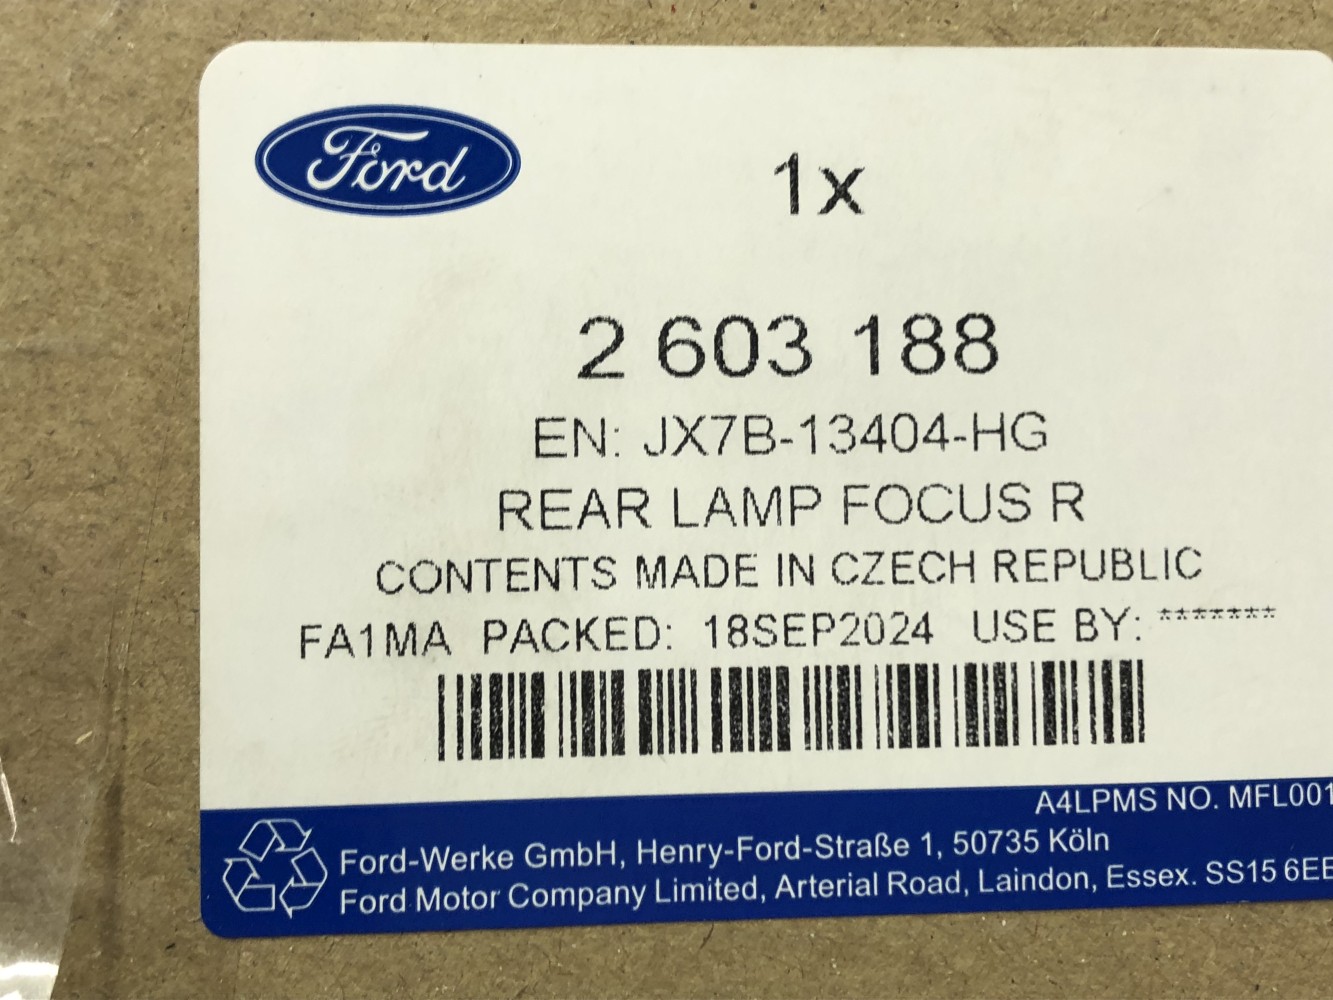 Ford
1x
2 603 188
EN: JX7B-13404-HG
REAR LAMP FOCUS R
CONTENTS MADE IN CZECH REPUBLIC
FA1MA PACKED: 18SEP2024 USE BY: *******
A4LPMS NO. MFL001
Ford-Werke GmbH, Henry-Ford-Straße 1, 50735 Köln
Ford Motor Company Limited, Arterial Road, Laindon, Essex. SS15 6EE